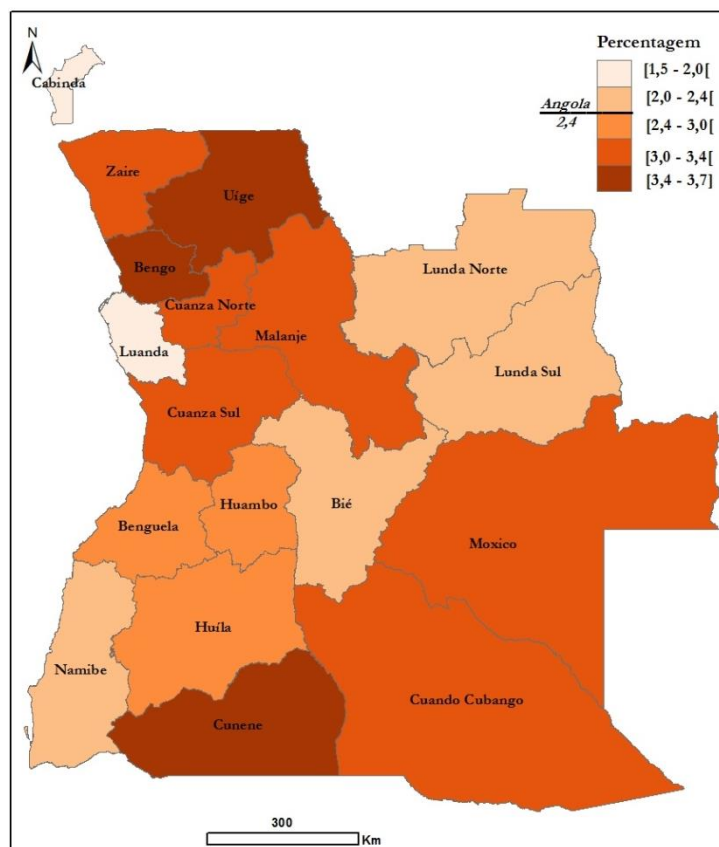 N
Cabinda
Percentagem
[1,5 - 2,0[
[2,0 - 2,4[
Angola
2,4
[2,4 - 3,0[
[3,0 - 3,4[
[3,4 - 3,7]
Zaire
Uíge
Bengo
Lunda Norte
Cuanza Norte
Malanje
Luanda
Lunda Sul
Cuanza Sul
Huambo
Bié
Benguela
Moxico
Huíla
Namibe
Cuando Cubango
Cunene
300
Km